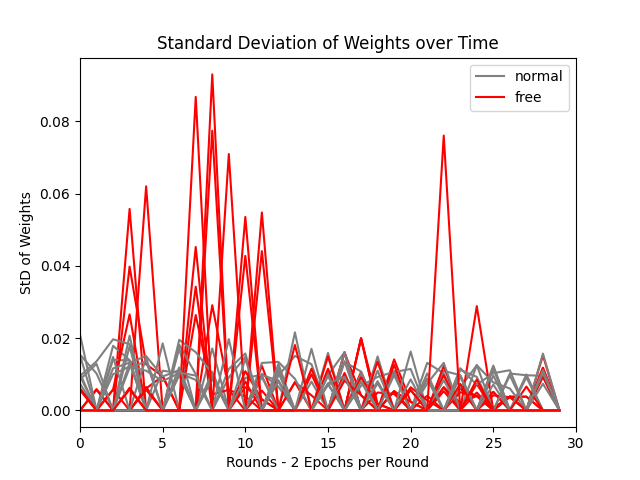 Standard Deviation of Weights over Time
normal
free
0.08
0.06
0.04
0.02
0.00
StD of Weights
0 5 10 15 20 25 30
Rounds - 2 Epochs per Round